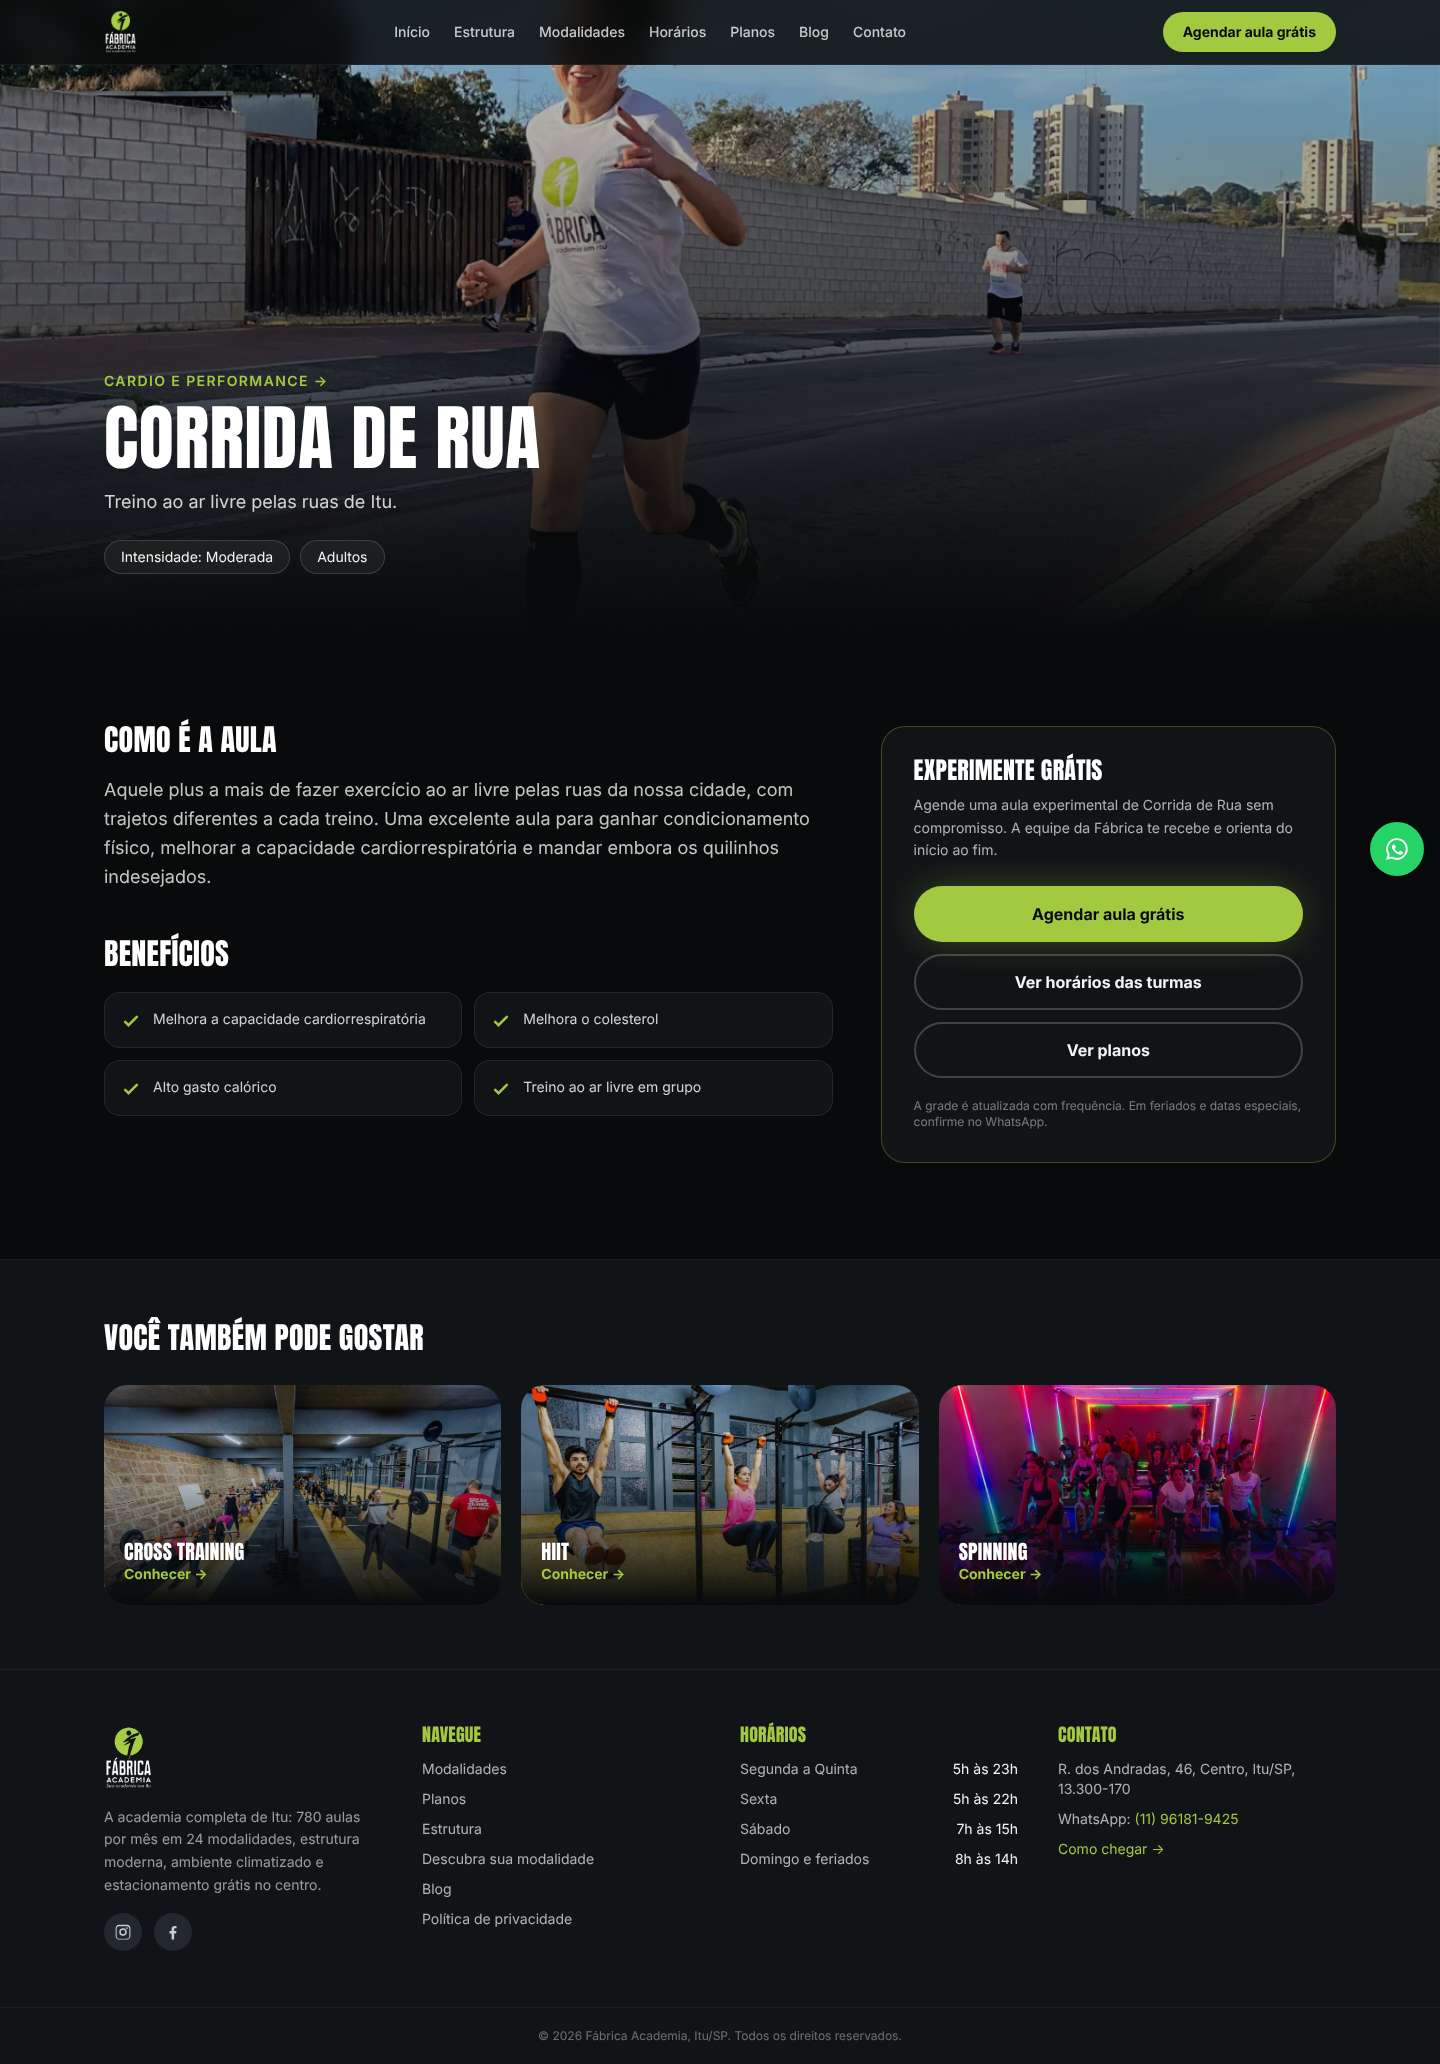 FÁBRICA
ACADEMIA
Início
Estrutura
Modalidades
Horários
Planos
Blog
Contato
Agendar aula grátis
FÁBRICA
academia em Itu
CARDIO E PERFORMANCE →
CORRIDA DE RUA
Treino ao ar livre pelas ruas de Itu.
Intensidade: Moderada
Adultos
COMO É A AULA
Aquele plus a mais de fazer exercício ao ar livre pelas ruas da nossa cidade, com
trajetos diferentes a cada treino. Uma excelente aula para ganhar condicionamento
físico, melhorar a capacidade cardiorrespiratória e mandar embora os quilinhos
indesejados.
BENEFÍCIOS
Melhora a capacidade cardiorrespiratória
Melhora o colesterol
Alto gasto calórico
Treino ao ar livre em grupo
EXPERIMENTE GRÁTIS
Agende uma aula experimental de Corrida de Rua sem
compromisso. A equipe da Fábrica te recebe e orienta do
início ao fim.
Agendar aula grátis
Ver horários das turmas
Ver planos
A grade é atualizada com frequência. Em feriados e datas especiais,
confirme no WhatsApp.
VOCÊ TAMBÉM PODE GOSTAR
CROSS TRAINING
Conhecer →
HIIT
Conhecer →
SPINNING
Conhecer →
FÁBRICA
ACADEMIA
A academia completa de Itu: 780 aulas
por mês em 24 modalidades, estrutura
moderna, ambiente climatizado e
estacionamento grátis no centro.
NAVEGUE
Modalidades
Planos
Estrutura
Descubra sua modalidade
Blog
Política de privacidade
HORÁRIOS
Segunda a Quinta 5h às 23h
Sexta 5h às 22h
Sábado 7h às 15h
Domingo e feriados 8h às 14h
CONTATO
R. dos Andradas, 46, Centro, Itu/SP,
13.300-170
WhatsApp: (11) 96181-9425
Como chegar →
© 2026 Fábrica Academia, Itu/SP. Todos os direitos reservados.